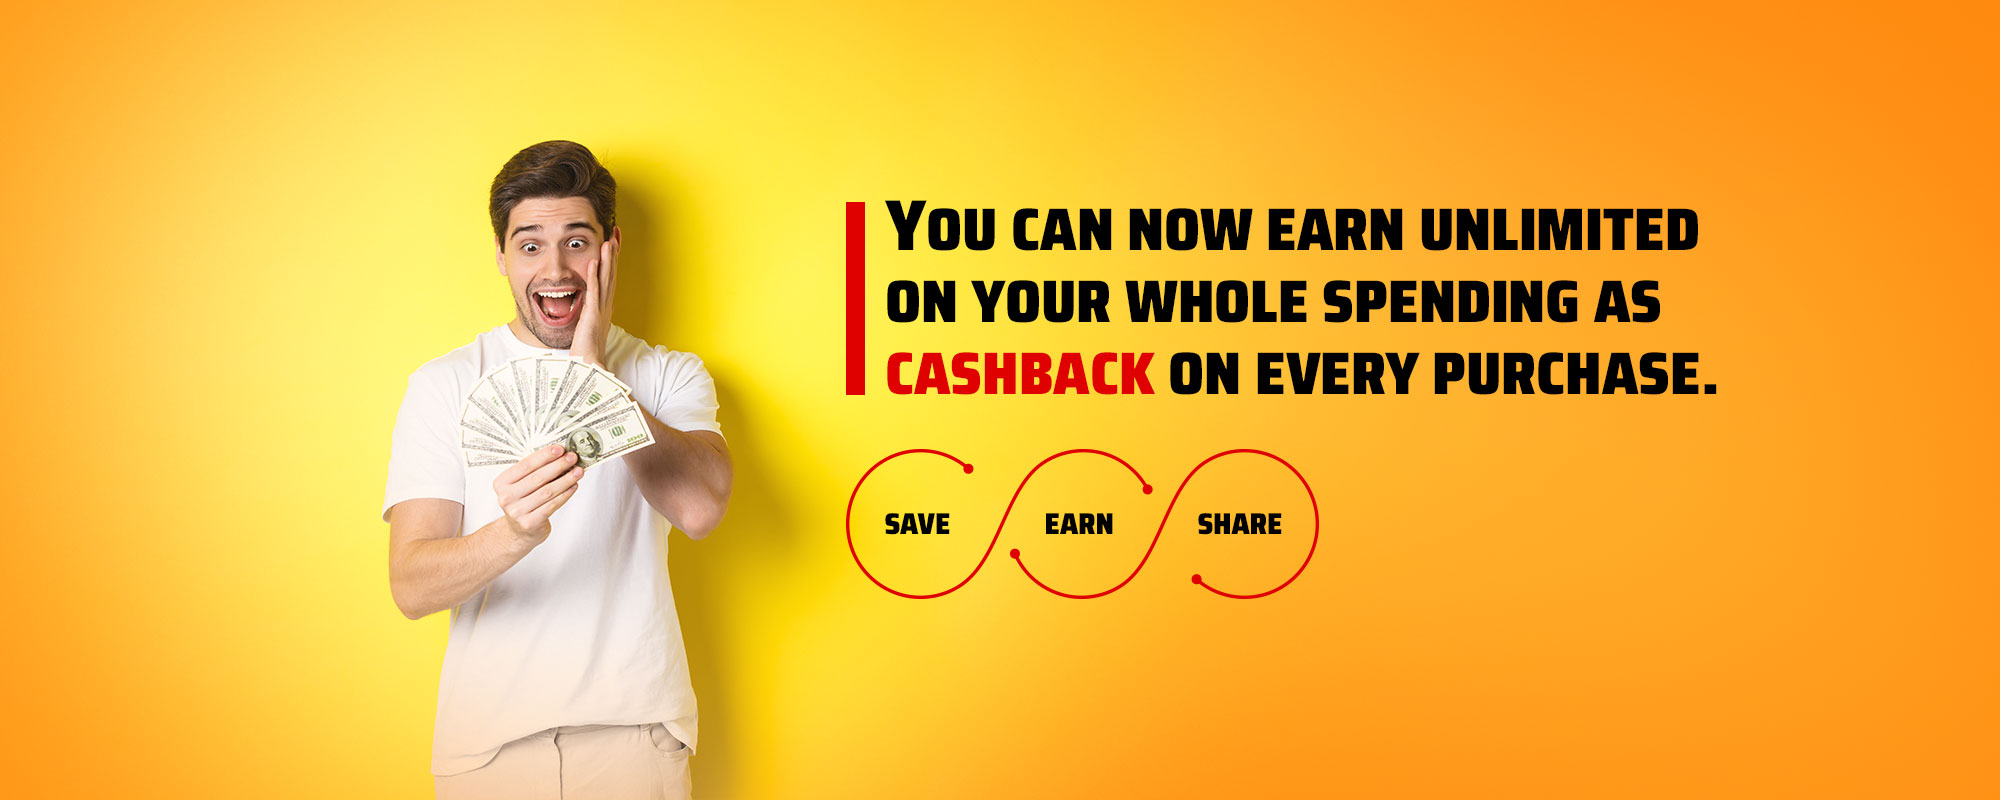 You can now earn unlimited
on your whole spending as
cashback on every purchase.
SAVE EARN SHARE